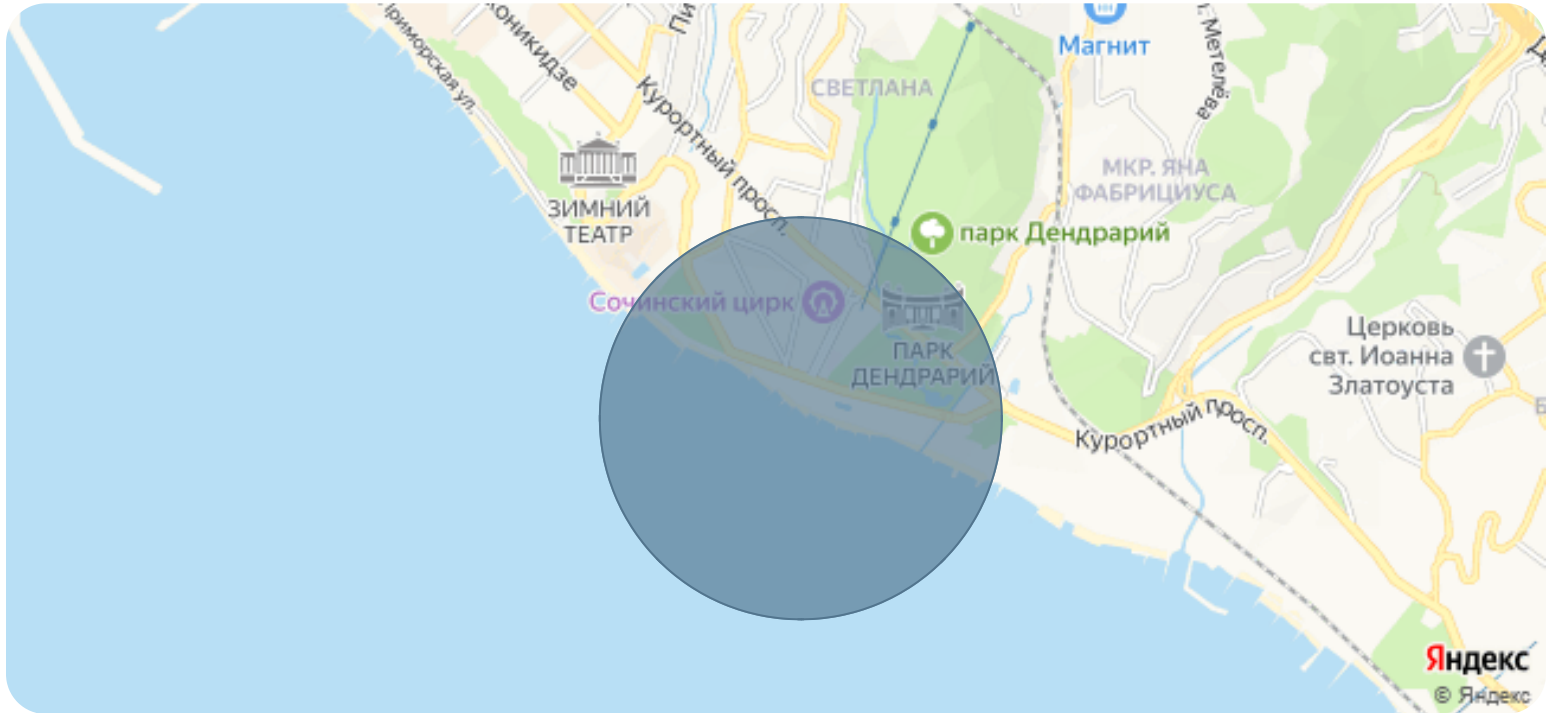 Приморская ул.
Магнит
СВЕТЛАНА
Курортный просп.
Метелёва
МКР. ЯНА
ФАБРИЦИУСА
ЗИМНИЙ
ТЕАТР
парк Дендрарий
Сочинский цирк
ПАРК
ДЕНДРАРИЙ
Церковь
свт. Иоанна
Златоуста
Курортный просп.
Яндекс
© Яндекс